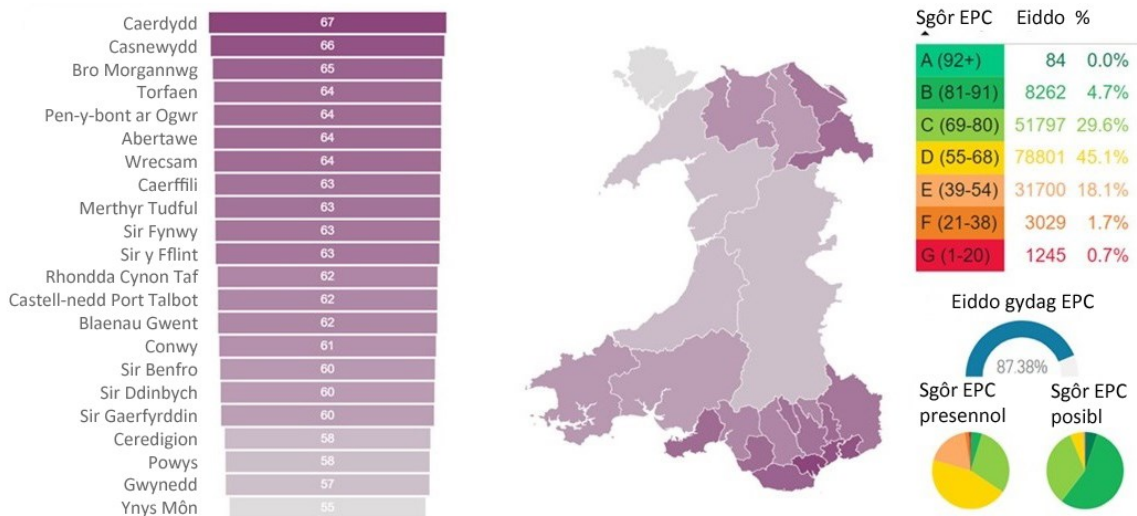 Caerdydd 67
Casnewydd 66
Bro Morgannwg 65
Torfaen 64
Pen-y-bont ar Ogwr 64
Abertawe 64
Wrecsam 64
Caerffili 63
Merthyr Tudful 63
Sir Fynwy 63
Sir y Fflint 63
Rhondda Cynon Taf 62
Castell-nedd Port Talbot 62
Blaenau Gwent 62
Conwy 61
Sir Benfro 60
Sir Ddinbych 60
Sir Gaerfyrddin 60
Ceredigion 58
Powys 58
Gwynedd 57
Ynys Môn 55
Sgôr EPC Eiddo %
A (92+) 84 0.0%
B (81-91) 8262 4.7%
C (69-80) 51797 29.6%
D (55-68) 78801 45.1%
E (39-54) 31700 18.1%
F (21-38) 3029 1.7%
G (1-20) 1245 0.7%
Eiddo gydag EPC
87.38%
Sgôr EPC
presennol
Sgôr EPC
posibl